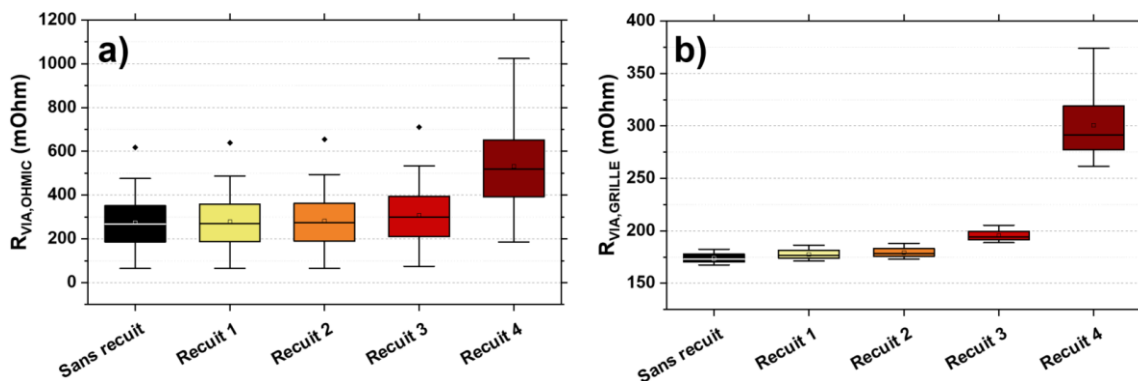 a)
R_VIA,OHMIC (mOhm)
1200
1000
800
600
400
200
0
Sans recuit
Recuit 1
Recuit 2
Recuit 3
Recuit 4
b)
R_VIA,GRILLE (mOhm)
400
350
300
250
200
150
Sans recuit
Recuit 1
Recuit 2
Recuit 3
Recuit 4